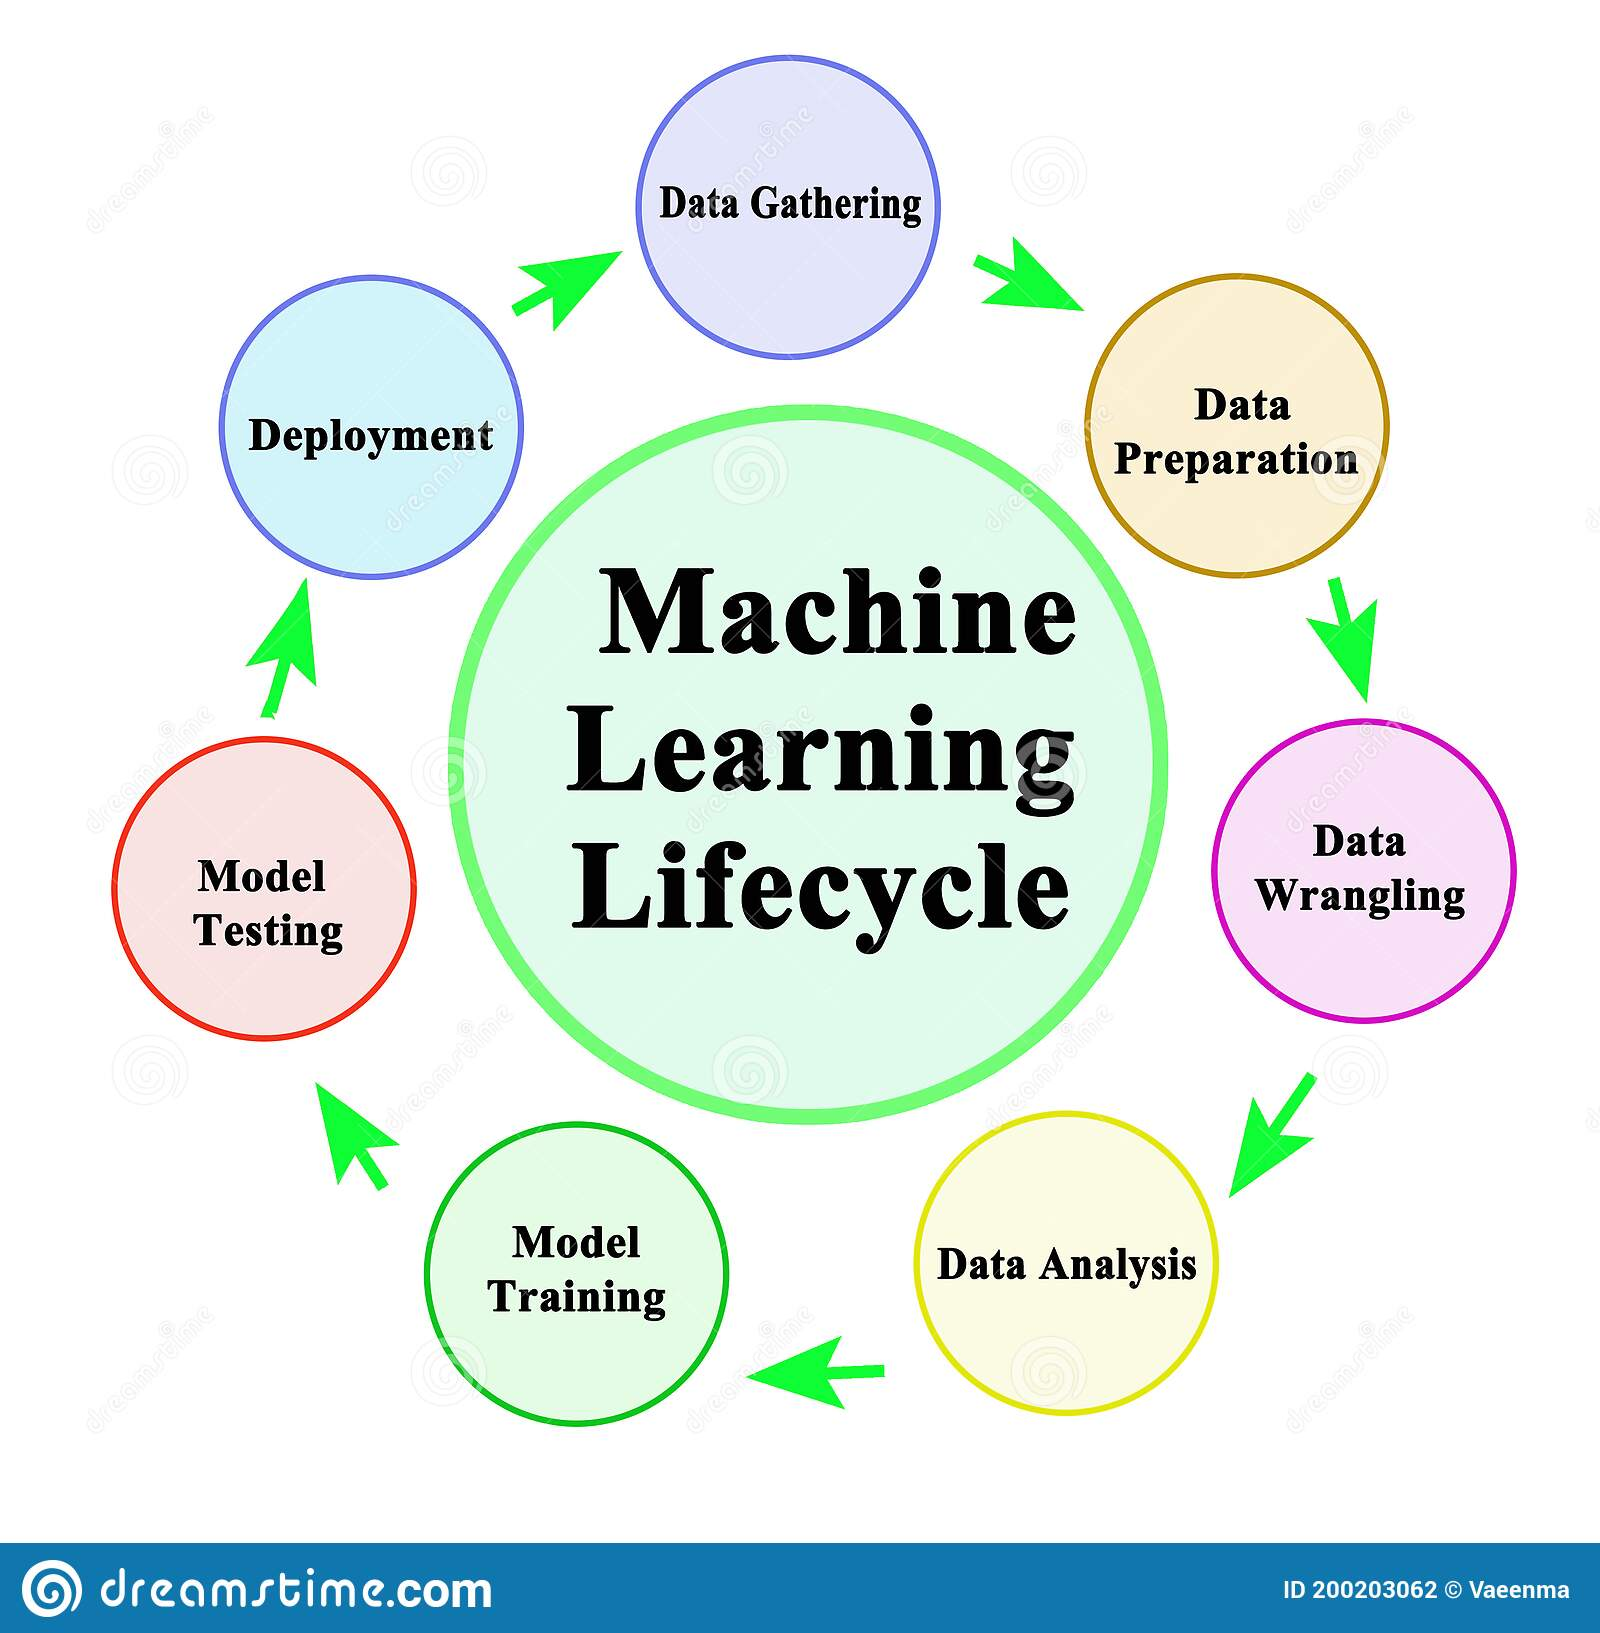 Data Gathering
Data
Preparation
Data
Wrangling
Data Analysis
Model
Training
Model
Testing
Deployment
Machine
Learning
Lifecycle
dreamstime.com
ID 200203062 © Vaeenma